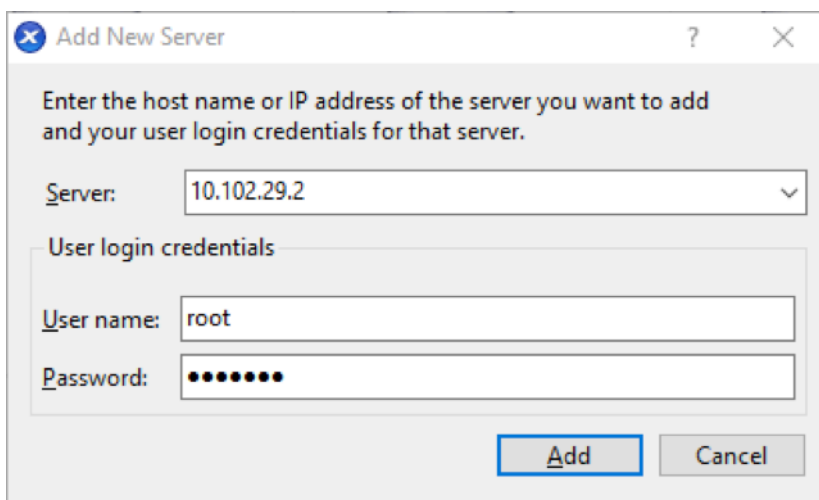 Add New Server
Enter the host name or IP address of the server you want to add
and your user login credentials for that server.
Server: 10.102.29.2
User login credentials
User name: root
Password: •••••••
Add Cancel